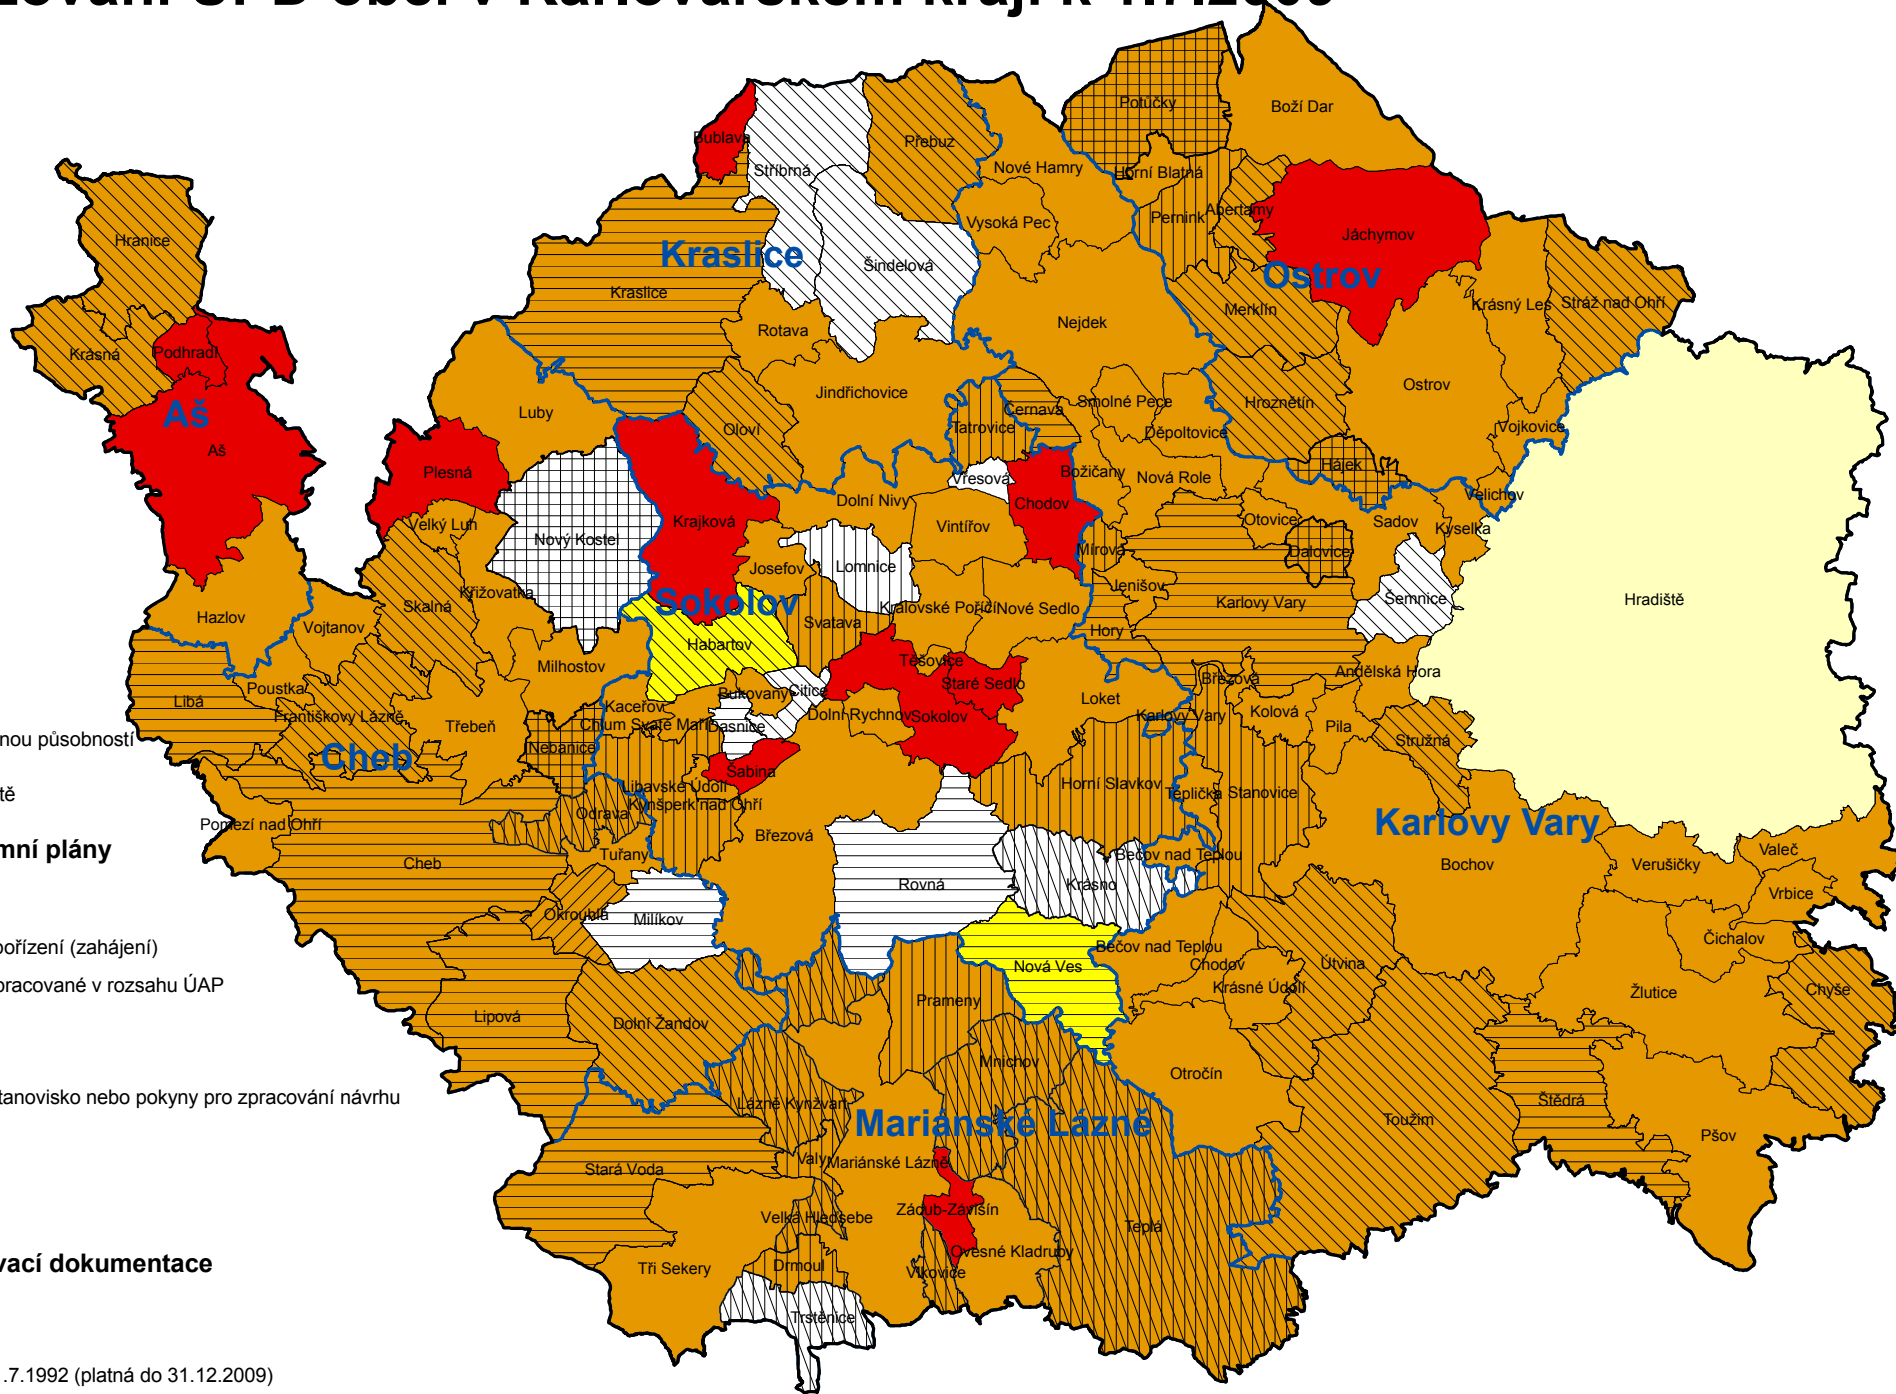 Bublava
Stříbrná
Přebuz
Potůčky
Boží Dar
Nové Hamry
Horní Blatná
Vysoká Pec
Pernink
Abertamy
Jáchymov
Hranice
Kraslice
Šindelová
Ostrov
Kraslice
Merklín
Krásný Les
Stráž nad Ohří
Rotava
Nejdek
Krásná
Podhradí
Jindřichovice
Ostrov
Aš
Luby
Oloví
Tatrovice
Černava
Smolné Pece
Hroznětín
Děpoltovice
Vojkovice
Aš
Plesná
Vřesová
Božičany
Nová Role
Hájek
Velichov
Dolní Nivy
Chodov
Krajková
Vintířov
Otovice
Sadov
Kyselka
Velký Luh
Nový Kostel
Mírová
Dalovice
Josefov
Lomnice
Jenišov
Křižovatka
Skalná
Sokolov
Karlovy Vary
Šemnice
Hradiště
Královské Poříčí
Nové Sedlo
Hazlov
Vojtanov
Svatava
Hory
Habartov
Milhostov
Těšovice
Andělská Hora
Březová
Staré Sedlo
Libá
Poustka
Bukovany
Citice
Loket
Kaceřov
Františkovy Lázně
Dolní Rychnov
Sokolov
Karlovy Vary
Kolová
Třebeň
Chlum Svaté Maří
Dasnice
Pila
nou působností
Nebanice
Stružná
Cheb
Šabina
Libavské Údolí
Horní Slavkov
Teplička
Stanovice
tě
Kynšperk nad Ohří
Odrava
Pomezí nad Ohří
Březová
Karlovy Vary
mní plány
Cheb
Tuřany
Bečov nad Teplou
Bochov
Verušičky
Valeč
Rovná
Krásno
Vrbice
Okrouhlá
Milíkov
Čichalov
ořízení (zahájení)
Bečov nad Teplou
Nová Ves
Chodov
Útvina
racované v rozsahu ÚAP
Krásné Údolí
Žlutice
Chyše
Prameny
Lipová
Dolní Žandov
Mnichov
Otročín
tanovisko nebo pokyny pro zpracování návrhu
Lázně Kynžvart
Štědrá
Mariánské Lázně
Toužim
Pšov
Valy
Mariánské Lázně
Stará Voda
Velká Hleďsebe
Zádub-Závišín
Teplá
Ovesné Kladruby
vací dokumentace
Tři Sekery
Drmoul
Vlkovice
Trstěnice
.7.1992 (platná do 31.12.2009)